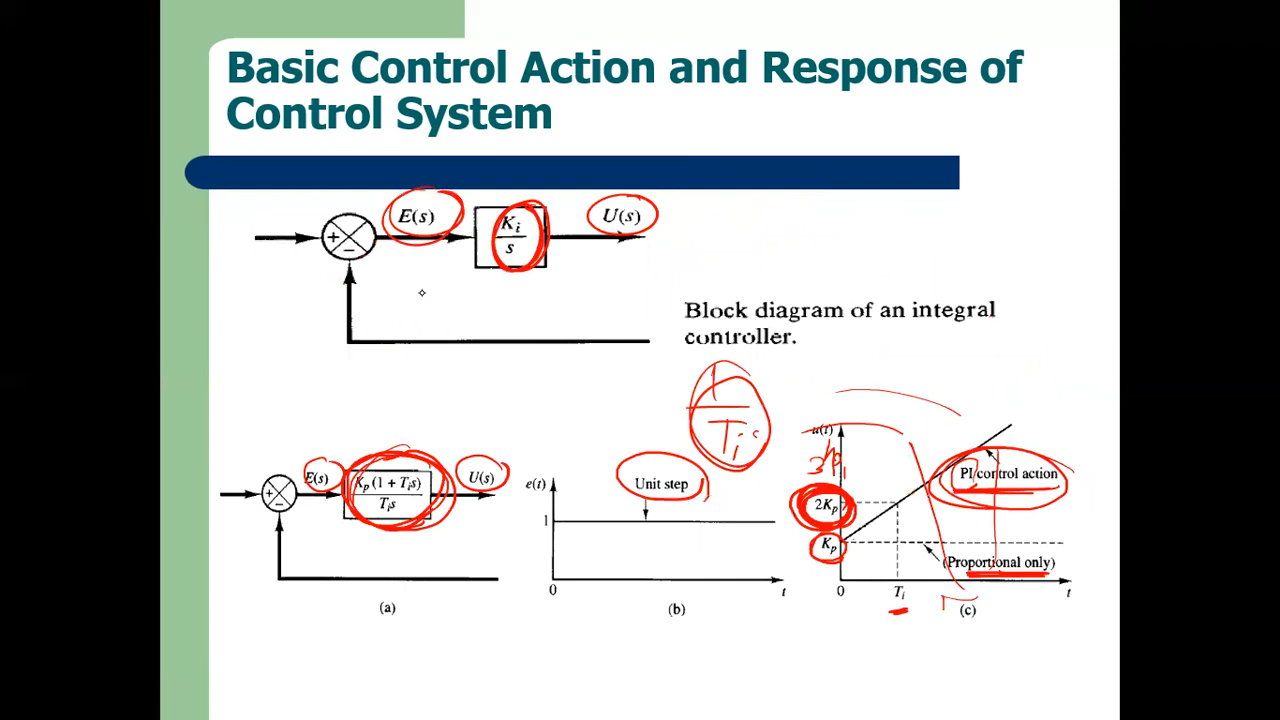 Basic Control Action and Response of
Control System
E(s)
K_i
s
U(s)
+
−
Block diagram of an integral
controller.
1
T_i s
E(s)
K_p (1 + T_i s)
T_i s
U(s)
+
−
(a)
e(t)
Unit step
1
0
t
(b)
u(t)
3Kp
2K_p
K_p
PI control action
(Proportional only)
0
T_i
t
(c)